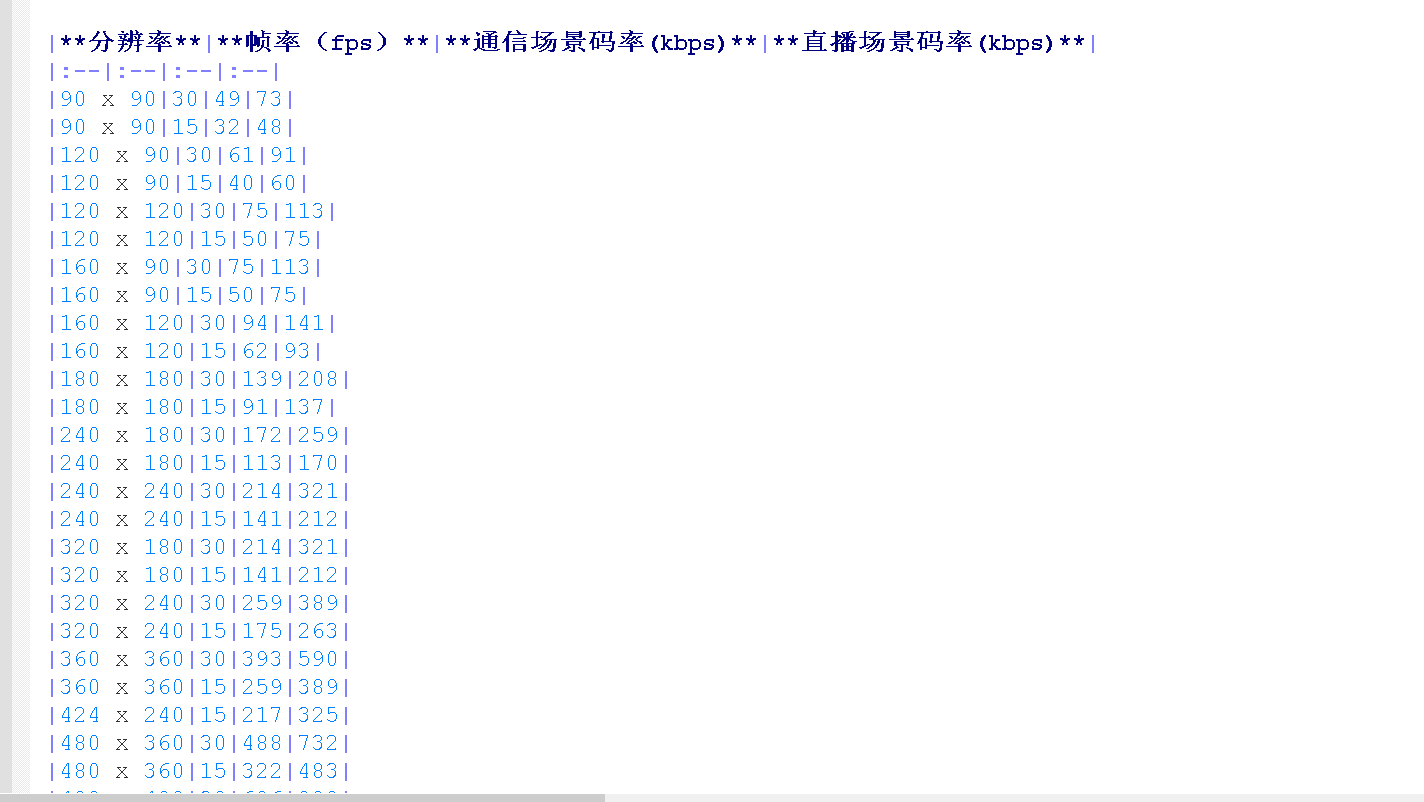 |**分辨率**|**帧率（fps）**|**通信场景码率(kbps)**|**直播场景码率(kbps)**|
|:--|:--|:--|:--|
|90 x 90|30|49|73|
|90 x 90|15|32|48|
|120 x 90|30|61|91|
|120 x 90|15|40|60|
|120 x 120|30|75|113|
|120 x 120|15|50|75|
|160 x 90|30|75|113|
|160 x 90|15|50|75|
|160 x 120|30|94|141|
|160 x 120|15|62|93|
|180 x 180|30|139|208|
|180 x 180|15|91|137|
|240 x 180|30|172|259|
|240 x 180|15|113|170|
|240 x 240|30|214|321|
|240 x 240|15|141|212|
|320 x 180|30|214|321|
|320 x 180|15|141|212|
|320 x 240|30|259|389|
|320 x 240|15|175|263|
|360 x 360|30|393|590|
|360 x 360|15|259|389|
|424 x 240|15|217|325|
|480 x 360|30|488|732|
|480 x 360|15|322|483|